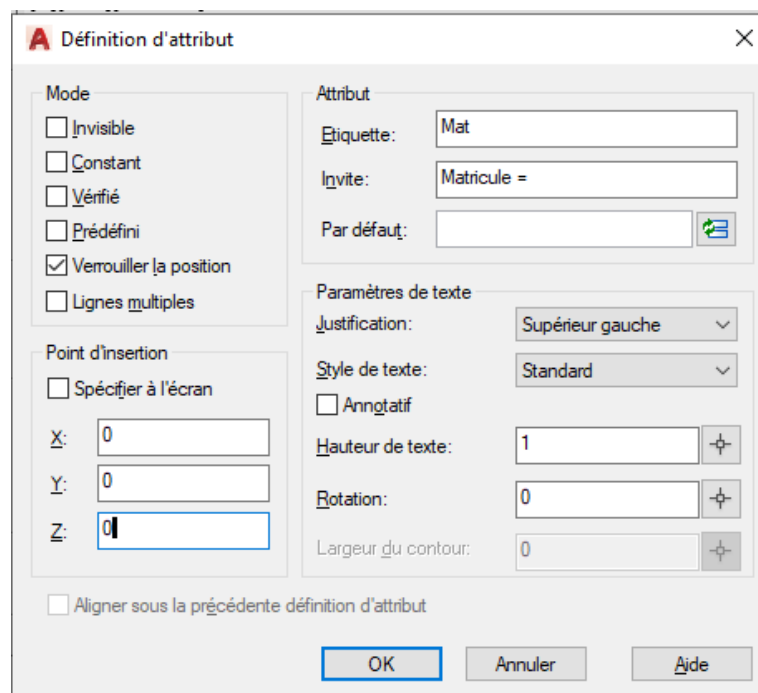 Définition d'attribut
Mode
Invisible
Constant
Vérifié
Prédéfini
Verrouiller la position
Lignes multiples
Point d'insertion
Spécifier à l'écran
X: 0
Y: 0
Z: 0
Attribut
Etiquette: Mat
Invite: Matricule =
Par défaut:
Paramètres de texte
Justification: Supérieur gauche
Style de texte: Standard
Annotatif
Hauteur de texte: 1
Rotation: 0
Largeur du contour: 0
Aligner sous la précédente définition d'attribut
OK Annuler Aide